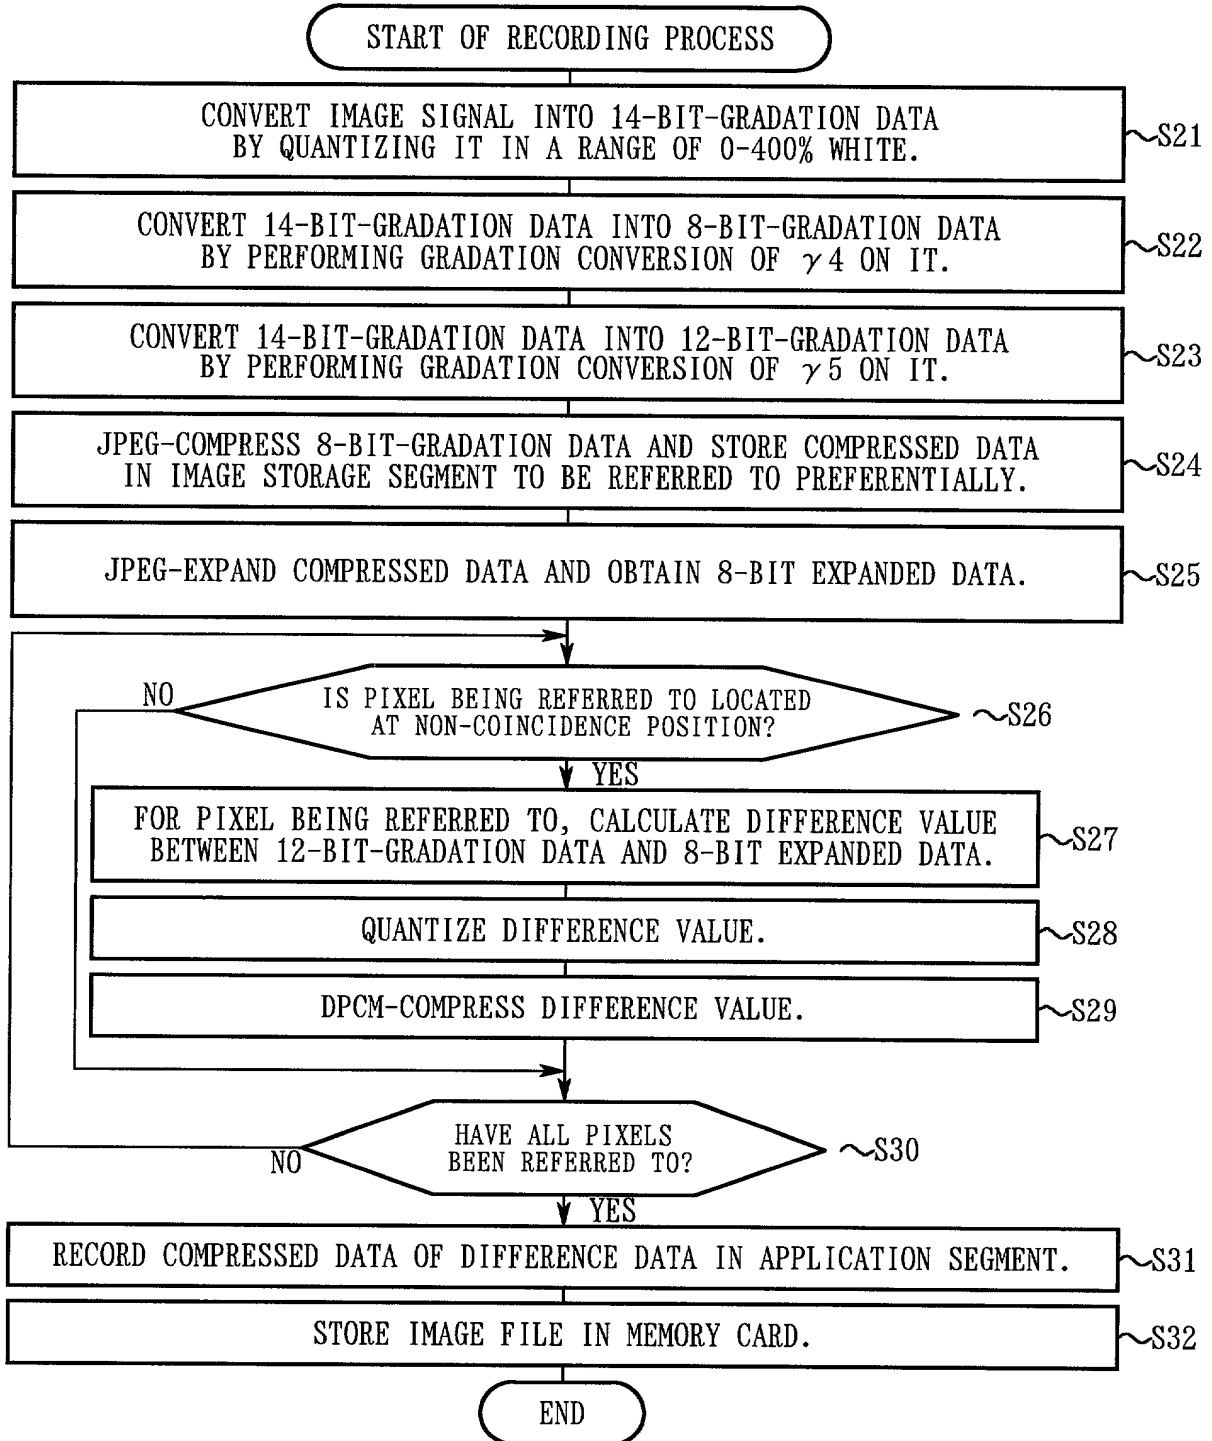 START OF RECORDING PROCESS
CONVERT IMAGE SIGNAL INTO 14-BIT-GRADATION DATA
BY QUANTIZING IT IN A RANGE OF 0-400% WHITE.
S21
CONVERT 14-BIT-GRADATION DATA INTO 8-BIT-GRADATION DATA
BY PERFORMING GRADATION CONVERSION OF γ4 ON IT.
S22
CONVERT 14-BIT-GRADATION DATA INTO 12-BIT-GRADATION DATA
BY PERFORMING GRADATION CONVERSION OF γ5 ON IT.
S23
JPEG-COMPRESS 8-BIT-GRADATION DATA AND STORE COMPRESSED DATA
IN IMAGE STORAGE SEGMENT TO BE REFERRED TO PREFERENTIALLY.
S24
JPEG-EXPAND COMPRESSED DATA AND OBTAIN 8-BIT EXPANDED DATA.
S25
NO
IS PIXEL BEING REFERRED TO LOCATED
AT NON-COINCIDENCE POSITION?
S26
YES
FOR PIXEL BEING REFERRED TO, CALCULATE DIFFERENCE VALUE
BETWEEN 12-BIT-GRADATION DATA AND 8-BIT EXPANDED DATA.
S27
QUANTIZE DIFFERENCE VALUE.
S28
DPCM-COMPRESS DIFFERENCE VALUE.
S29
HAVE ALL PIXELS
BEEN REFERRED TO?
S30
NO
YES
RECORD COMPRESSED DATA OF DIFFERENCE DATA IN APPLICATION SEGMENT.
S31
STORE IMAGE FILE IN MEMORY CARD.
S32
END